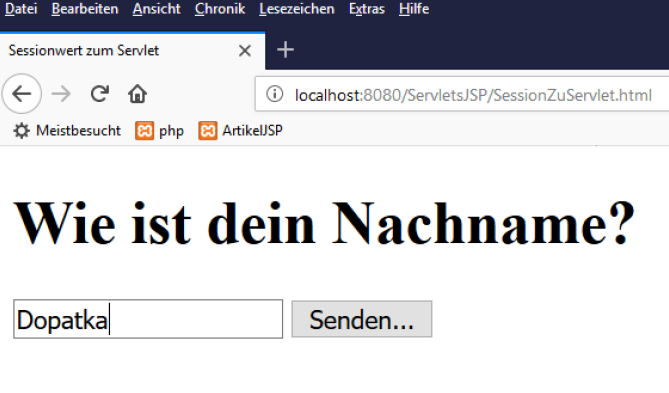 Datei Bearbeiten Ansicht Chronik Lesezeichen Extras Hilfe
Sessionwert zum Servlet
localhost:8080/ServletsJSP/SessionZuServlet.html
Meistbesucht php ArtikelJSP
Wie ist dein Nachname?
Dopatka Senden...